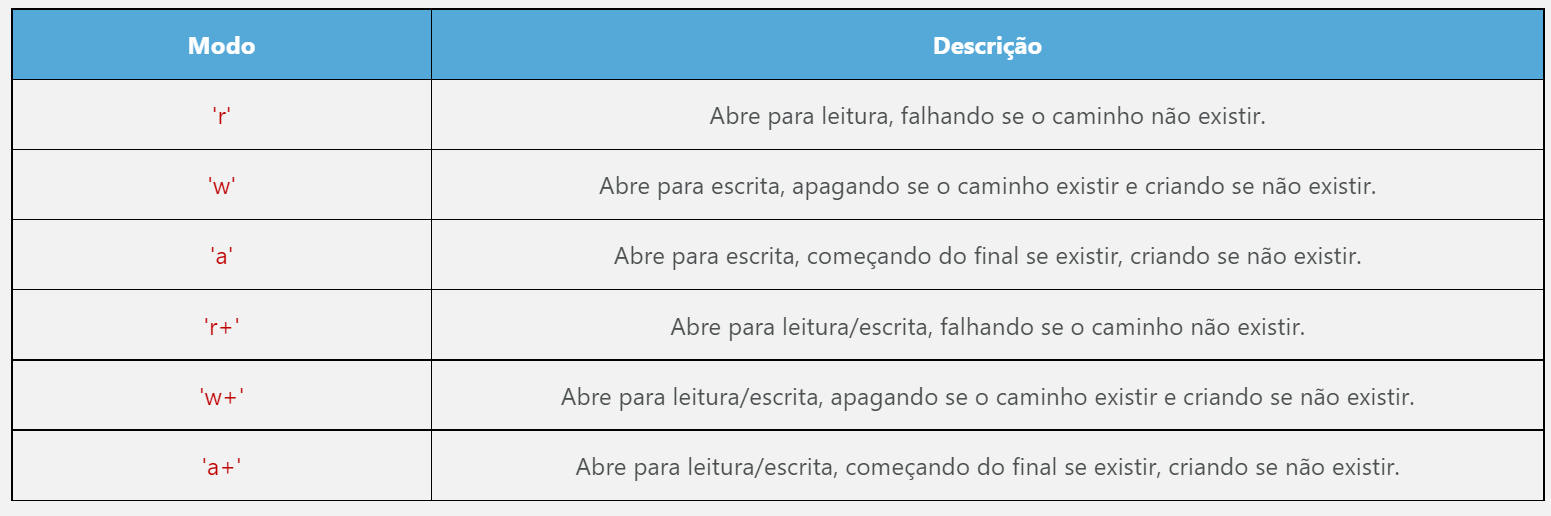 Modo Descrição
'r' Abre para leitura, falhando se o caminho não existir.
'w' Abre para escrita, apagando se o caminho existir e criando se não existir.
'a' Abre para escrita, começando do final se existir, criando se não existir.
'r+' Abre para leitura/escrita, falhando se o caminho não existir.
'w+' Abre para leitura/escrita, apagando se o caminho existir e criando se não existir.
'a+' Abre para leitura/escrita, começando do final se existir, criando se não existir.